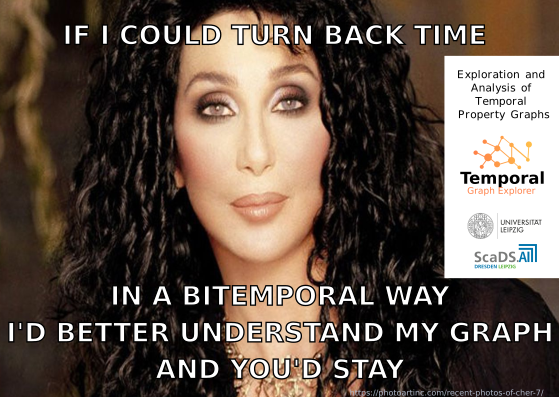 IF I COULD TURN BACK TIME
Exploration and
Analysis of
Temporal
Property Graphs
Temporal
Graph Explorer
UNIVERSITÄT
LEIPZIG
ScaDS.AI
DRESDEN LEIPZIG
IN A BITEMPORAL WAY
I'D BETTER UNDERSTAND MY GRAPH
AND YOU'D STAY
https://photoartinc.com/recent-photos-of-cher-7/